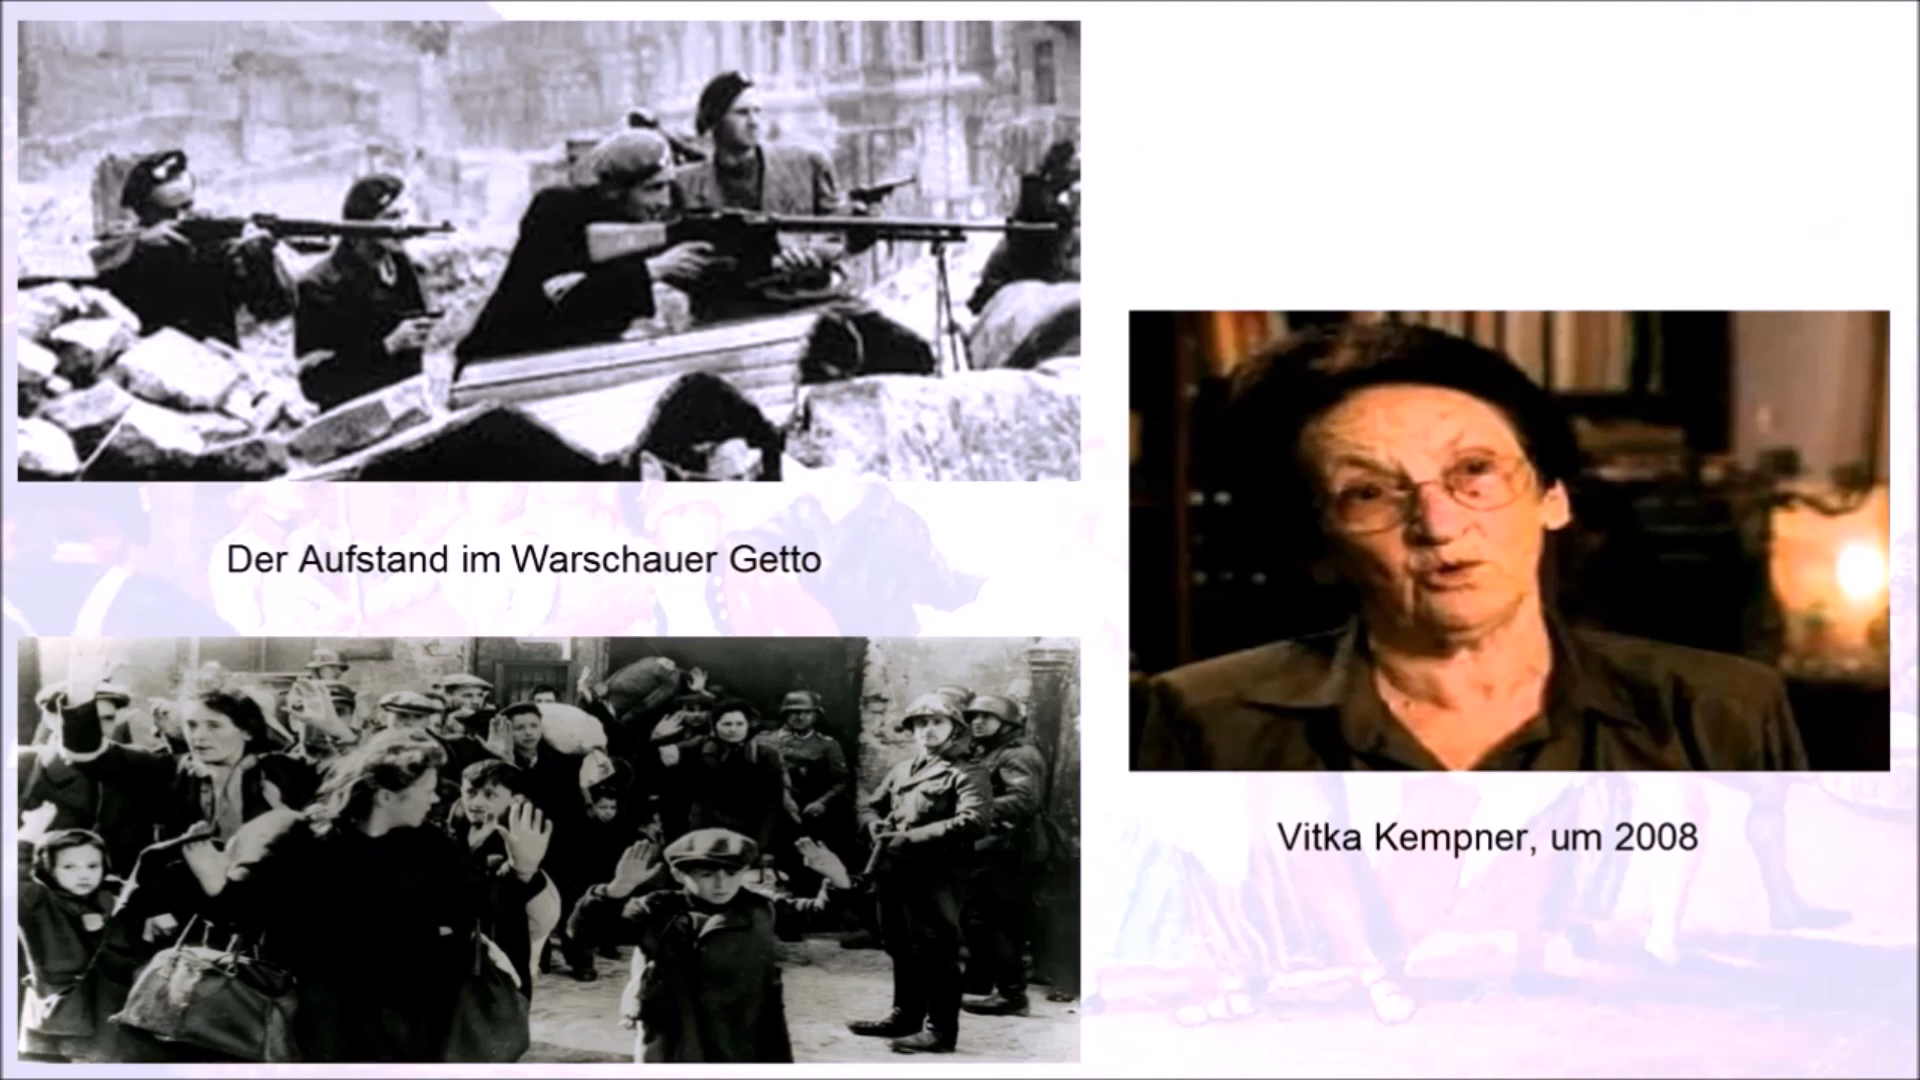 Der Aufstand im Warschauer Getto
Vitka Kempner, um 2008